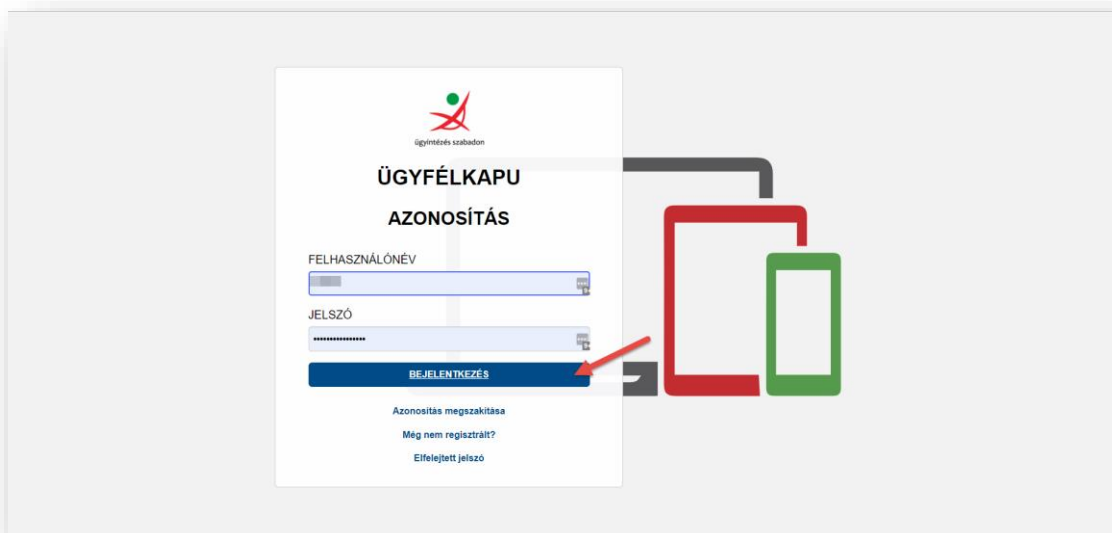 ügyintézés szabadon
ÜGYFÉLKAPU
AZONOSÍTÁS
FELHASZNÁLÓNÉV
JELSZÓ
BEJELENTKEZÉS
Azonosítás megszakítása
Még nem regisztrált?
Elfelejtett jelszó